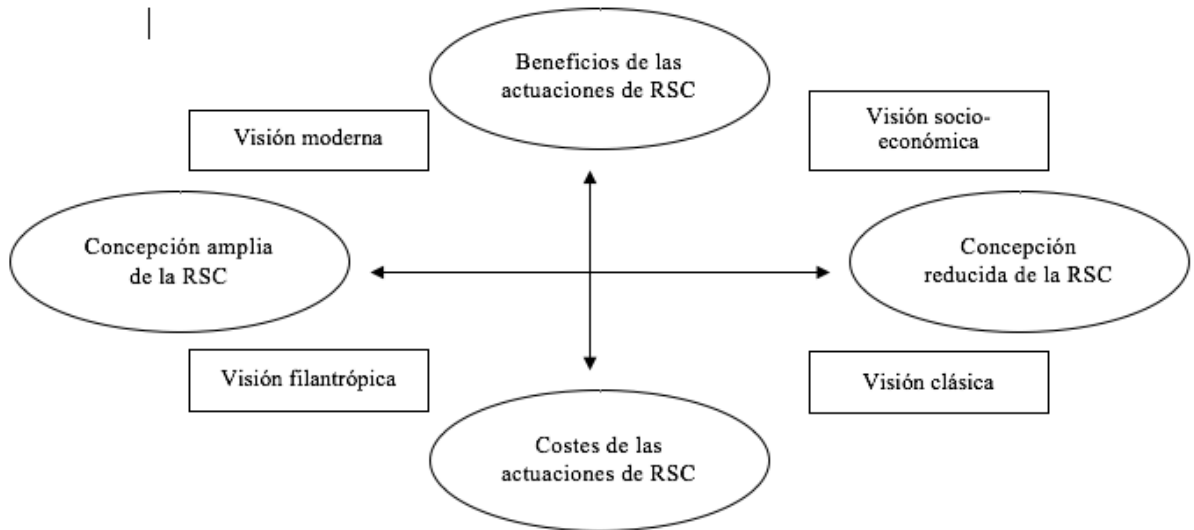 Beneficios de las
actuaciones de RSC
Visión moderna
Visión socio-
económica
Concepción amplia
de la RSC
Concepción
reducida de la RSC
Visión filantrópica
Visión clásica
Costes de las
actuaciones de RSC